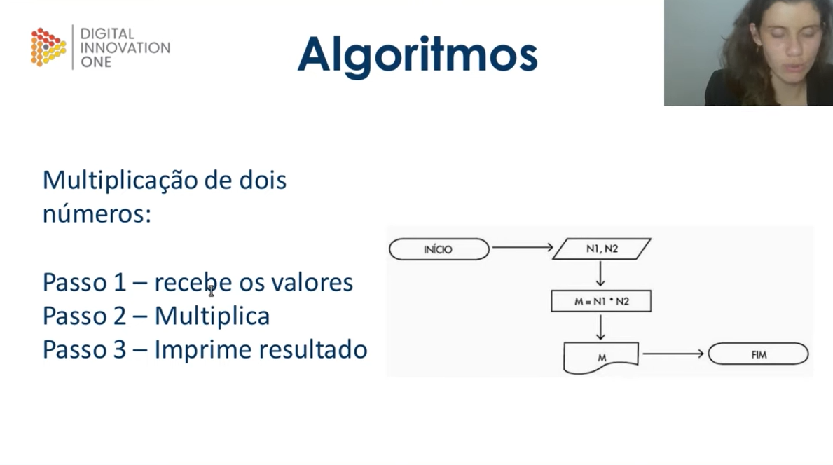 DIGITAL
INNOVATION
ONE
Algoritmos
Multiplicação de dois
números:
Passo 1 – recebe os valores
Passo 2 – Multiplica
Passo 3 – Imprime resultado
INÍCIO
N1, N2
M = N1 * N2
M
FIM